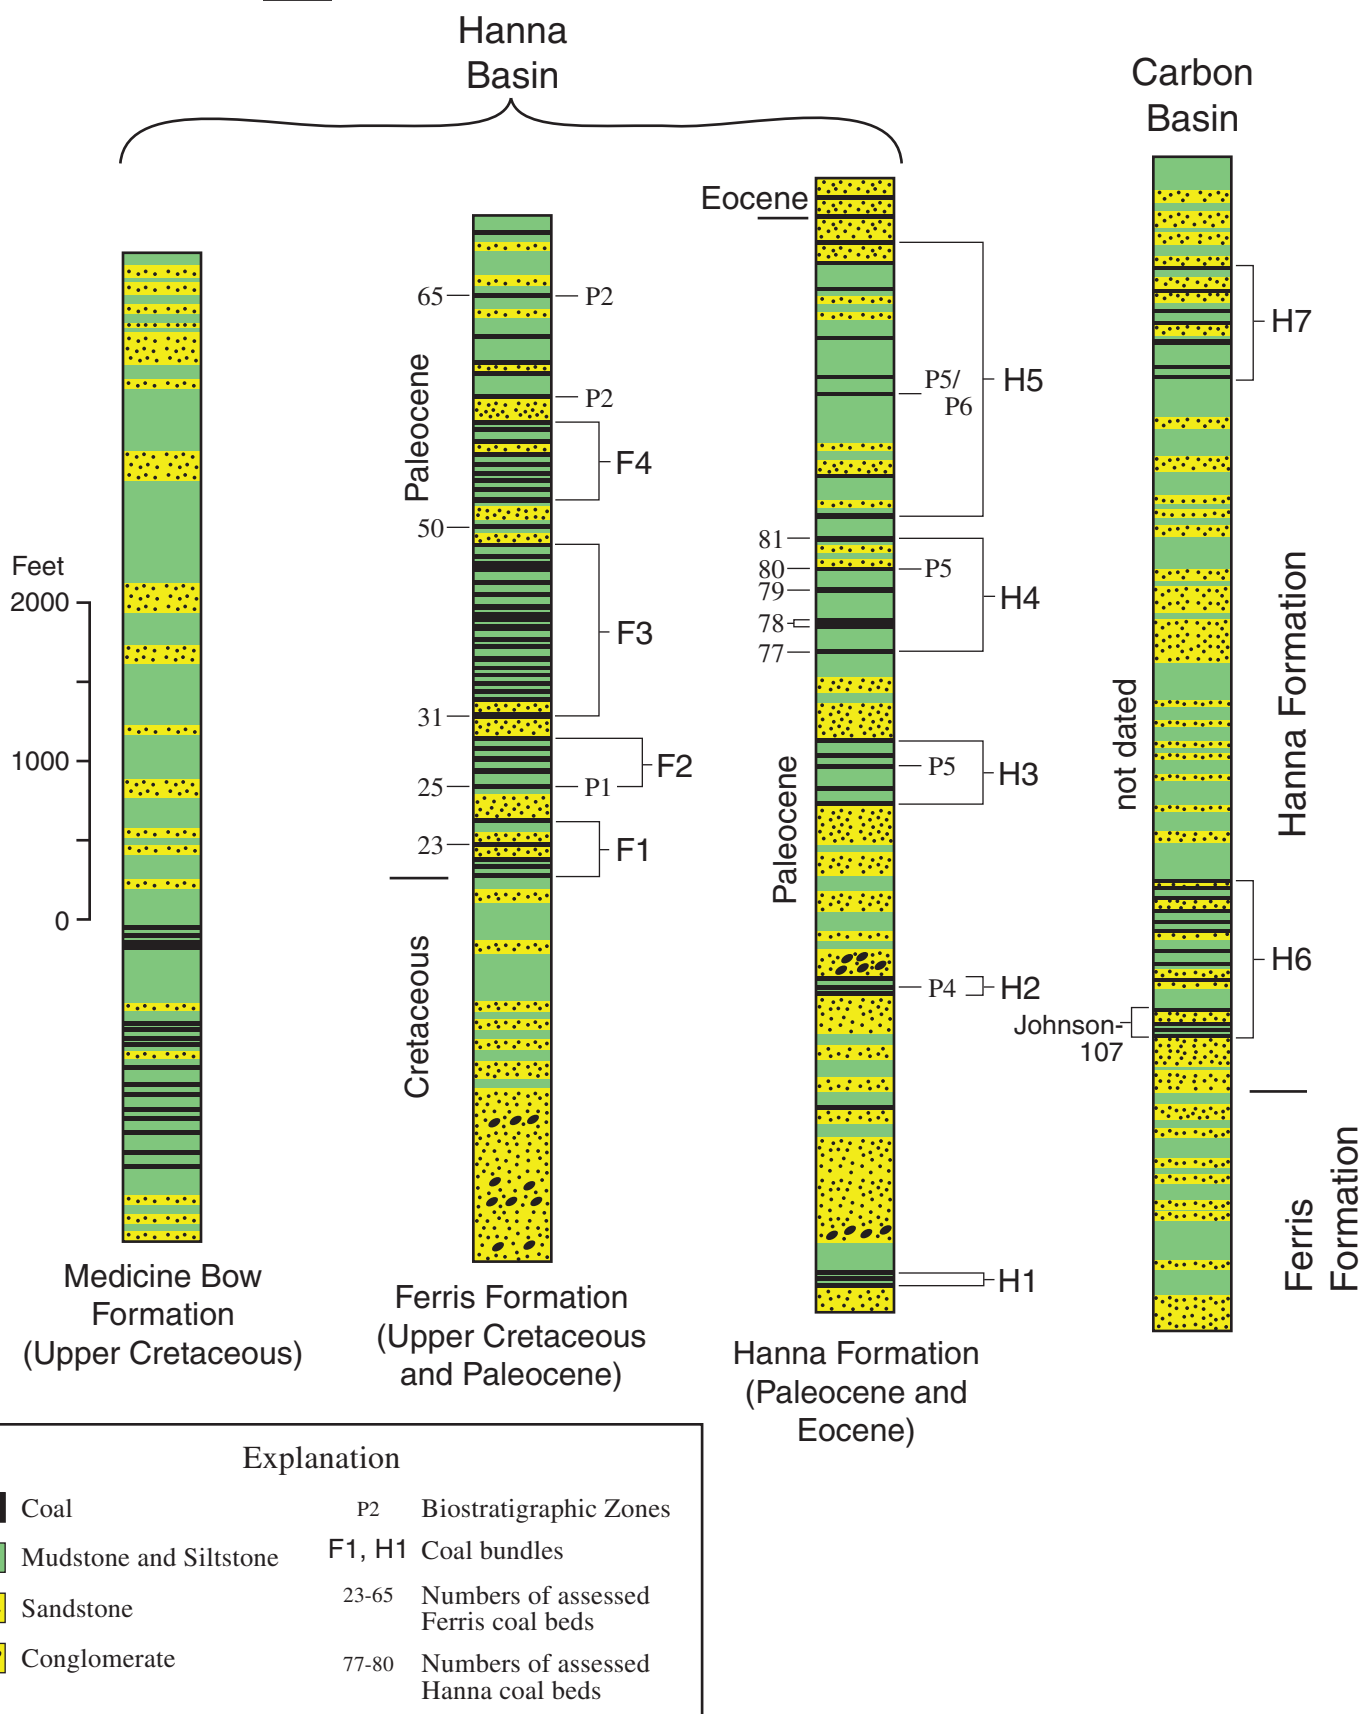 Hanna
Basin
Carbon
Basin
Feet
2000
1000
0
Medicine Bow
Formation
(Upper Cretaceous)
65
50
31
25
23
Paleocene
Cretaceous
P2
P2
F4
F3
F2
P1
F1
Ferris Formation
(Upper Cretaceous
and Paleocene)
Eocene
Paleocene
81
80
79
78
77
P5/
P6
H5
P5
H4
P5
H3
P4
H2
H1
Hanna Formation
(Paleocene and
Eocene)
not dated
Johnson-
107
H7
H6
Hanna Formation
Ferris
Formation
Explanation
Coal
Mudstone and Siltstone
Sandstone
Conglomerate
P2 Biostratigraphic Zones
F1, H1 Coal bundles
23-65 Numbers of assessed
Ferris coal beds
77-80 Numbers of assessed
Hanna coal beds